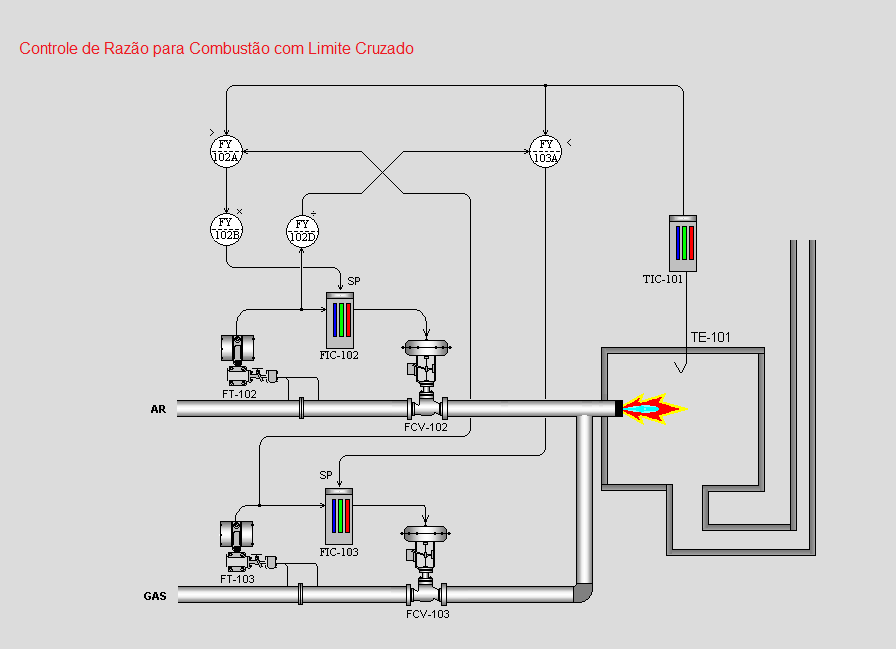 Controle de Razão para Combustão com Limite Cruzado
>
FY
102A
<
FY
103A
×
FY
102B
÷
FY
102D
TIC-101
SP
TE-101
FIC-102
FT-102
AR
FCV-102
SP
FIC-103
FT-103
GAS
FCV-103